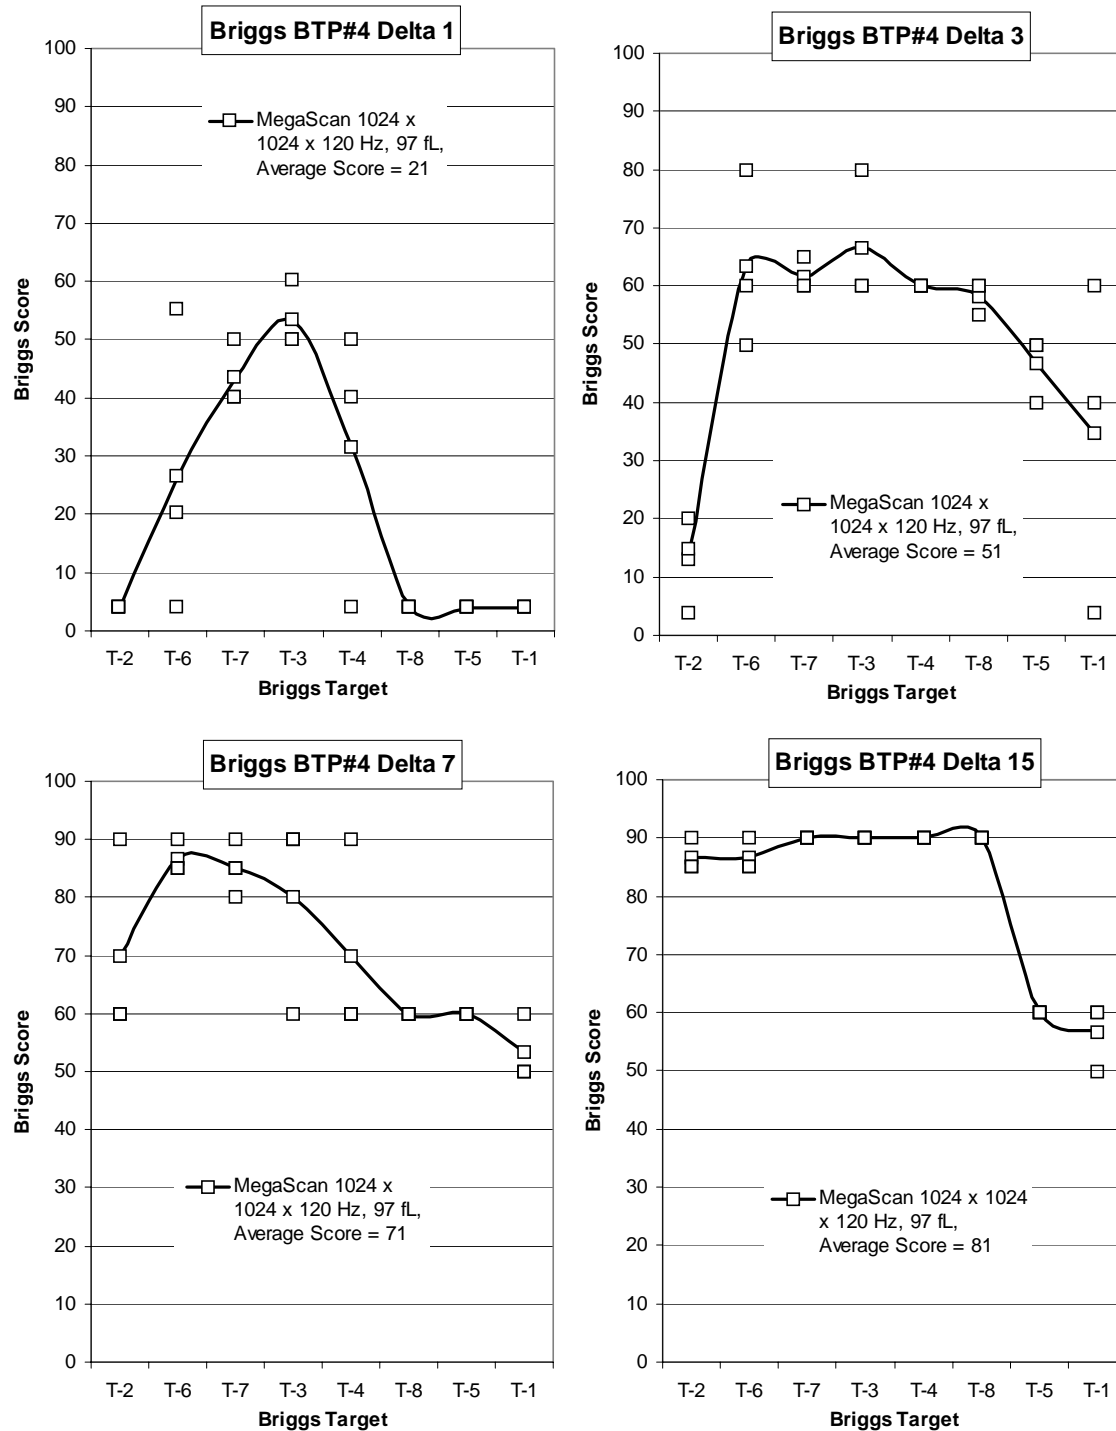 Briggs BTP#4 Delta 1
100
90
80
70
60
50
40
30
20
10
0
Briggs Score
MegaScan 1024 x
1024 x 120 Hz, 97 fL,
Average Score = 21
T-2 T-6 T-7 T-3 T-4 T-8 T-5 T-1
Briggs Target
Briggs BTP#4 Delta 3
100
90
80
70
60
50
40
30
20
10
0
Briggs Score
MegaScan 1024 x
1024 x 120 Hz, 97 fL,
Average Score = 51
T-2 T-6 T-7 T-3 T-4 T-8 T-5 T-1
Briggs Target
Briggs BTP#4 Delta 7
100
90
80
70
60
50
40
30
20
10
0
Briggs Score
MegaScan 1024 x
1024 x 120 Hz, 97 fL,
Average Score = 71
T-2 T-6 T-7 T-3 T-4 T-8 T-5 T-1
Briggs Target
Briggs BTP#4 Delta 15
100
90
80
70
60
50
40
30
20
10
0
Briggs Score
MegaScan 1024 x 1024
x 120 Hz, 97 fL,
Average Score = 81
T-2 T-6 T-7 T-3 T-4 T-8 T-5 T-1
Briggs Target